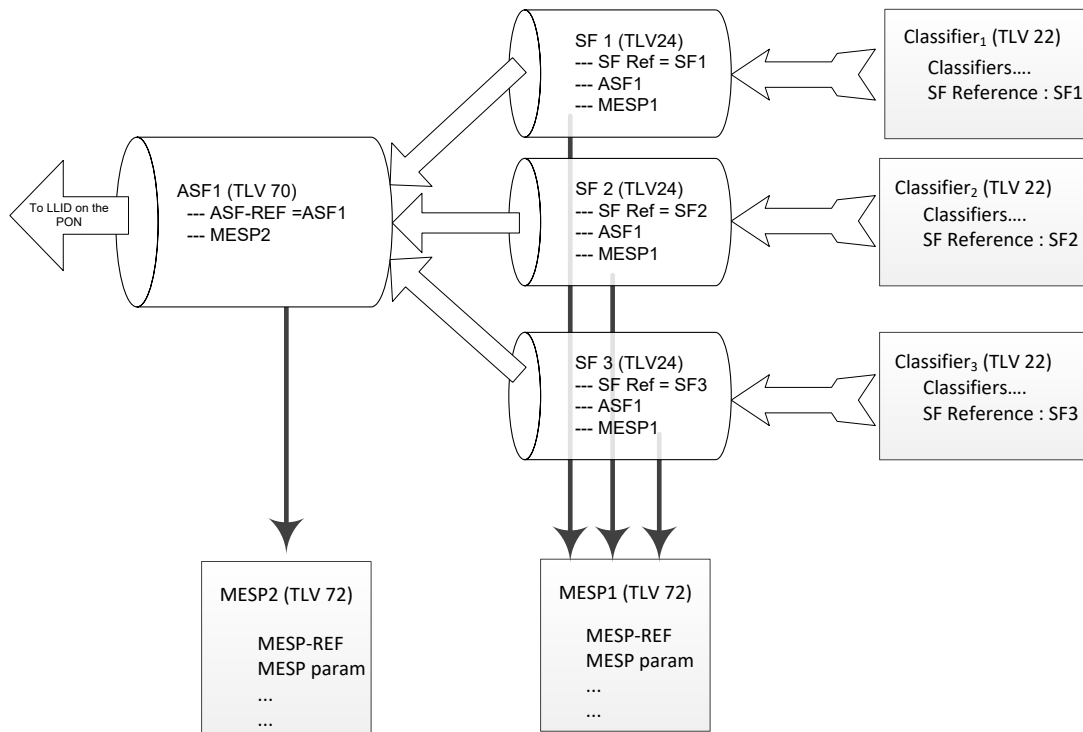 To LLID on the
PON
ASF1 (TLV 70)
--- ASF-REF =ASF1
--- MESP2
SF 1 (TLV24)
--- SF Ref = SF1
--- ASF1
--- MESP1
Classifier₁ (TLV 22)
Classifiers....
SF Reference : SF1
SF 2 (TLV24)
--- SF Ref = SF2
--- ASF1
--- MESP1
Classifier₂ (TLV 22)
Classifiers....
SF Reference : SF2
SF 3 (TLV24)
--- SF Ref = SF3
--- ASF1
--- MESP1
Classifier₃ (TLV 22)
Classifiers....
SF Reference : SF3
MESP2 (TLV 72)
MESP-REF
MESP param
...
...
MESP1 (TLV 72)
MESP-REF
MESP param
...
...